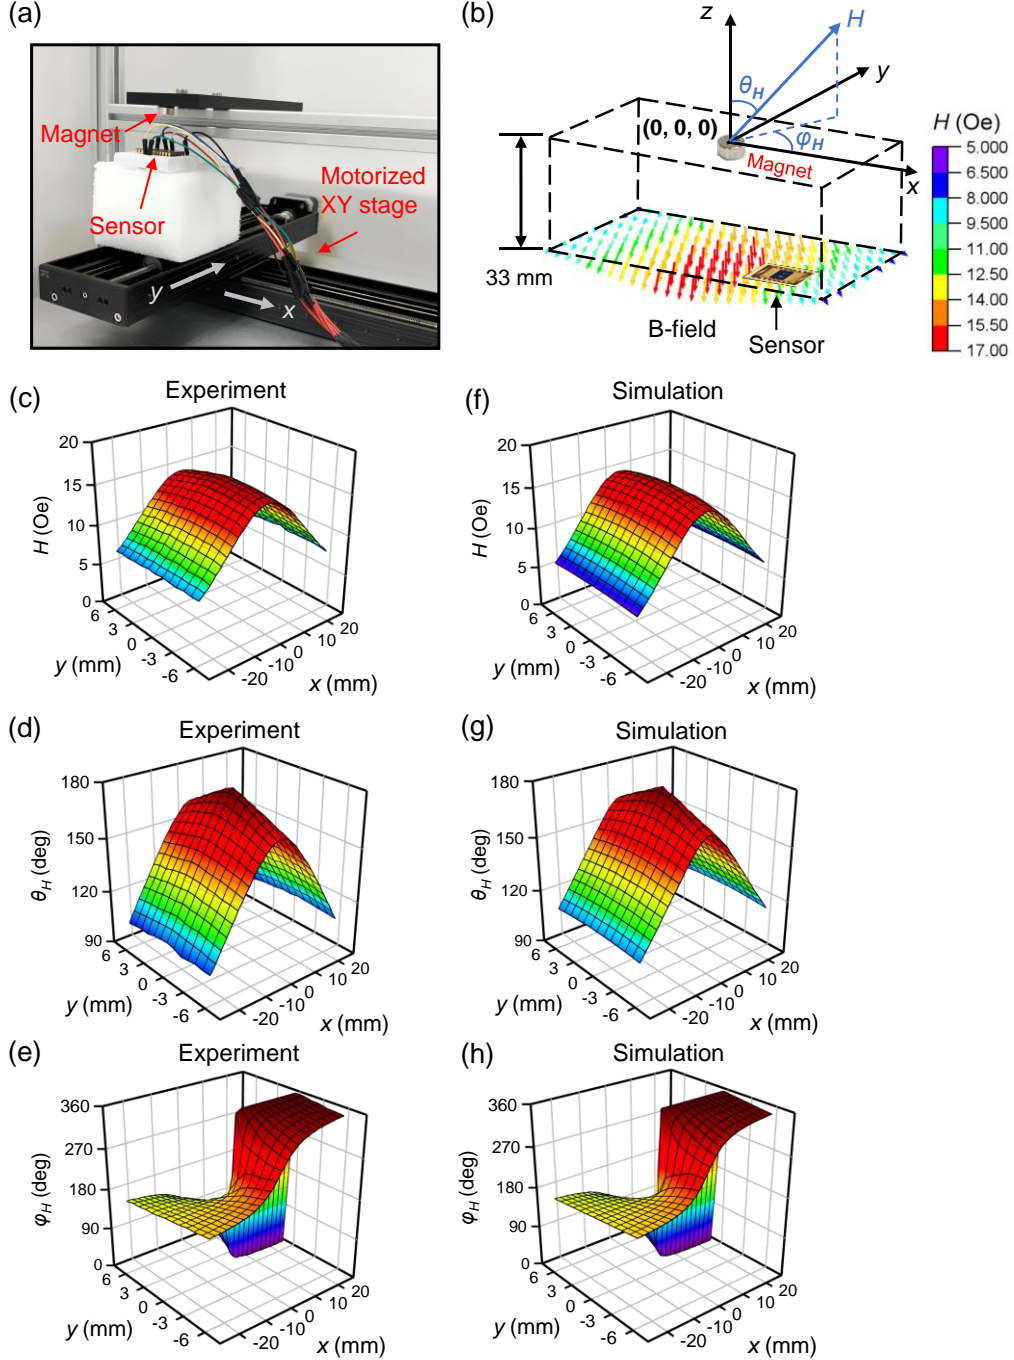 (a)
Magnet
Sensor
Motorized
XY stage
y
x
(b)
z
H
θH
y
(0, 0, 0)
φH
Magnet
x
33 mm
B-field
Sensor
H (Oe)
5.000
6.500
8.000
9.500
11.00
12.50
14.00
15.50
17.00
(c)
Experiment
H (Oe)
20
15
10
5
0
6
3
0
-3
-6
y (mm)
-20
-10
0
10
20
x (mm)
(f)
Simulation
H (Oe)
20
15
10
5
0
6
3
0
-3
-6
y (mm)
-20
-10
0
10
20
x (mm)
(d)
Experiment
θH (deg)
180
150
120
90
6
3
0
-3
-6
y (mm)
-20
-10
0
10
20
x (mm)
(g)
Simulation
θH (deg)
180
150
120
90
6
3
0
-3
-6
y (mm)
-20
-10
0
10
20
x (mm)
(e)
Experiment
φH (deg)
360
270
180
90
0
6
3
0
-3
-6
y (mm)
-20
-10
0
10
20
x (mm)
(h)
Simulation
φH (deg)
360
270
180
90
0
6
3
0
-3
-6
y (mm)
-20
-10
0
10
20
x (mm)